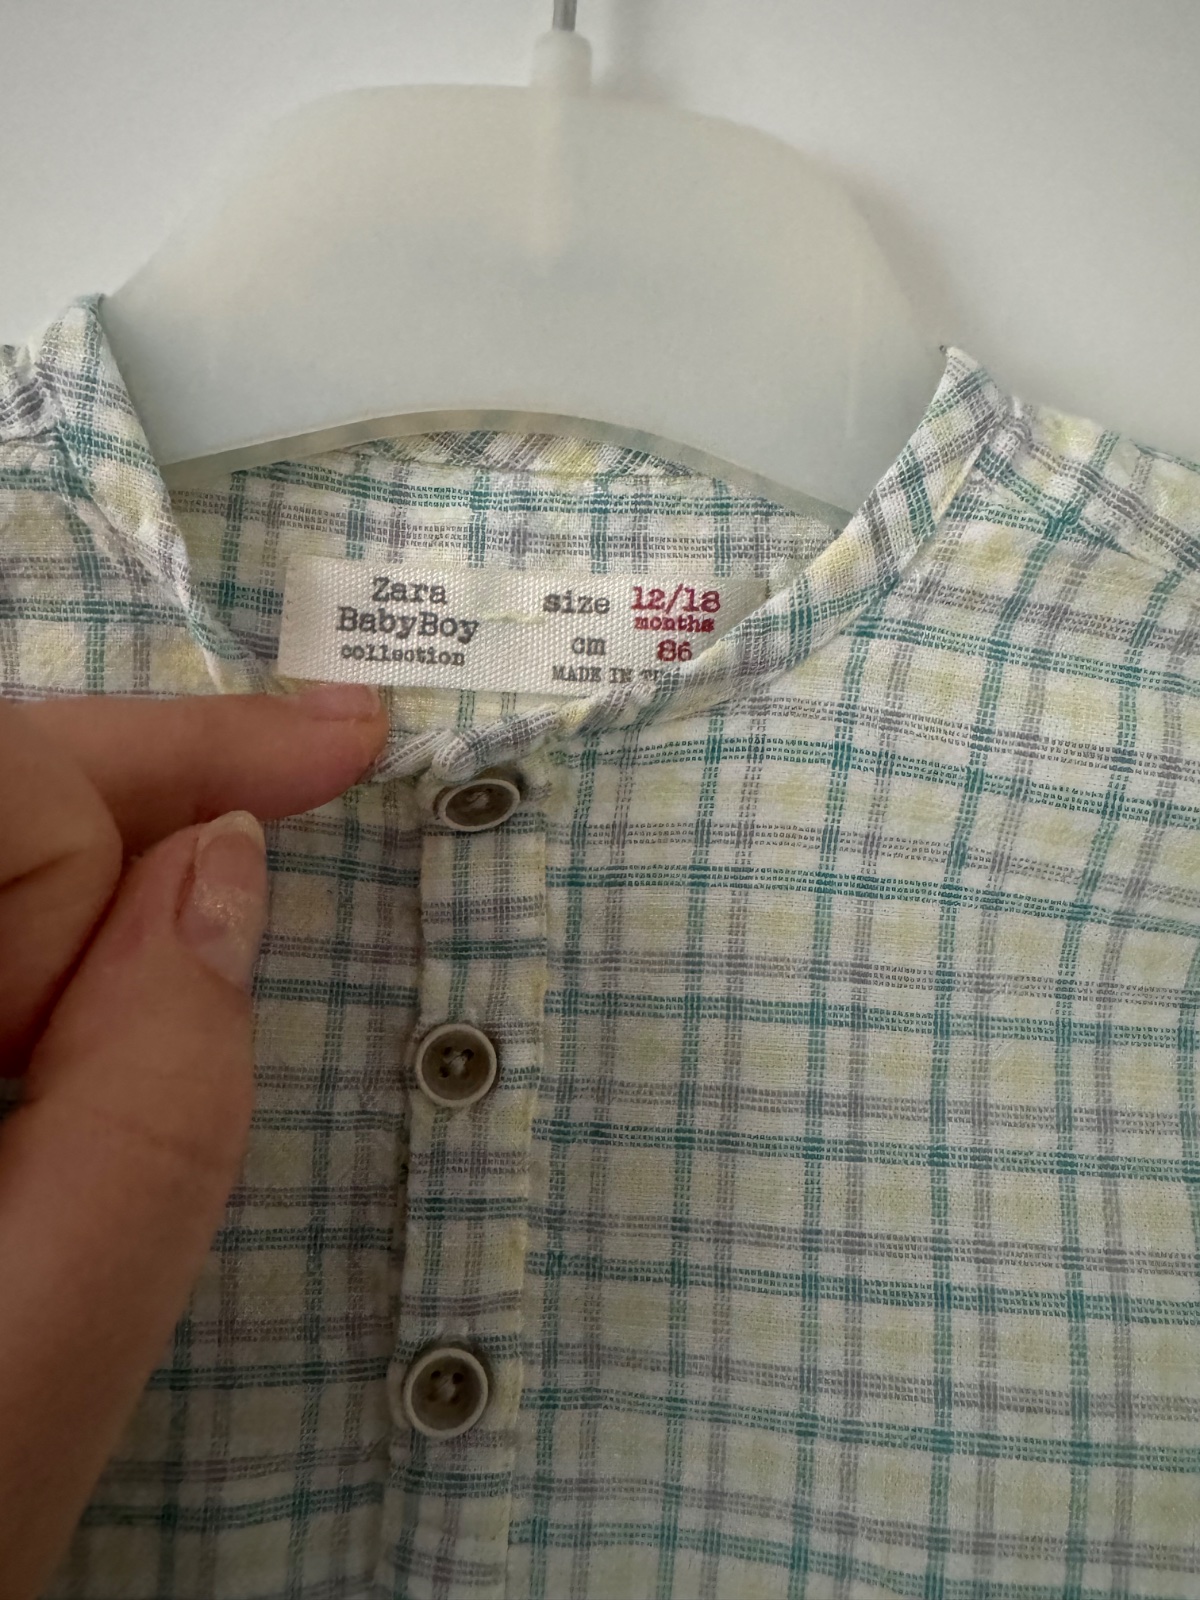 Zara
BabyBoy
collection
size 12/18
months
cm 86
MADE IN